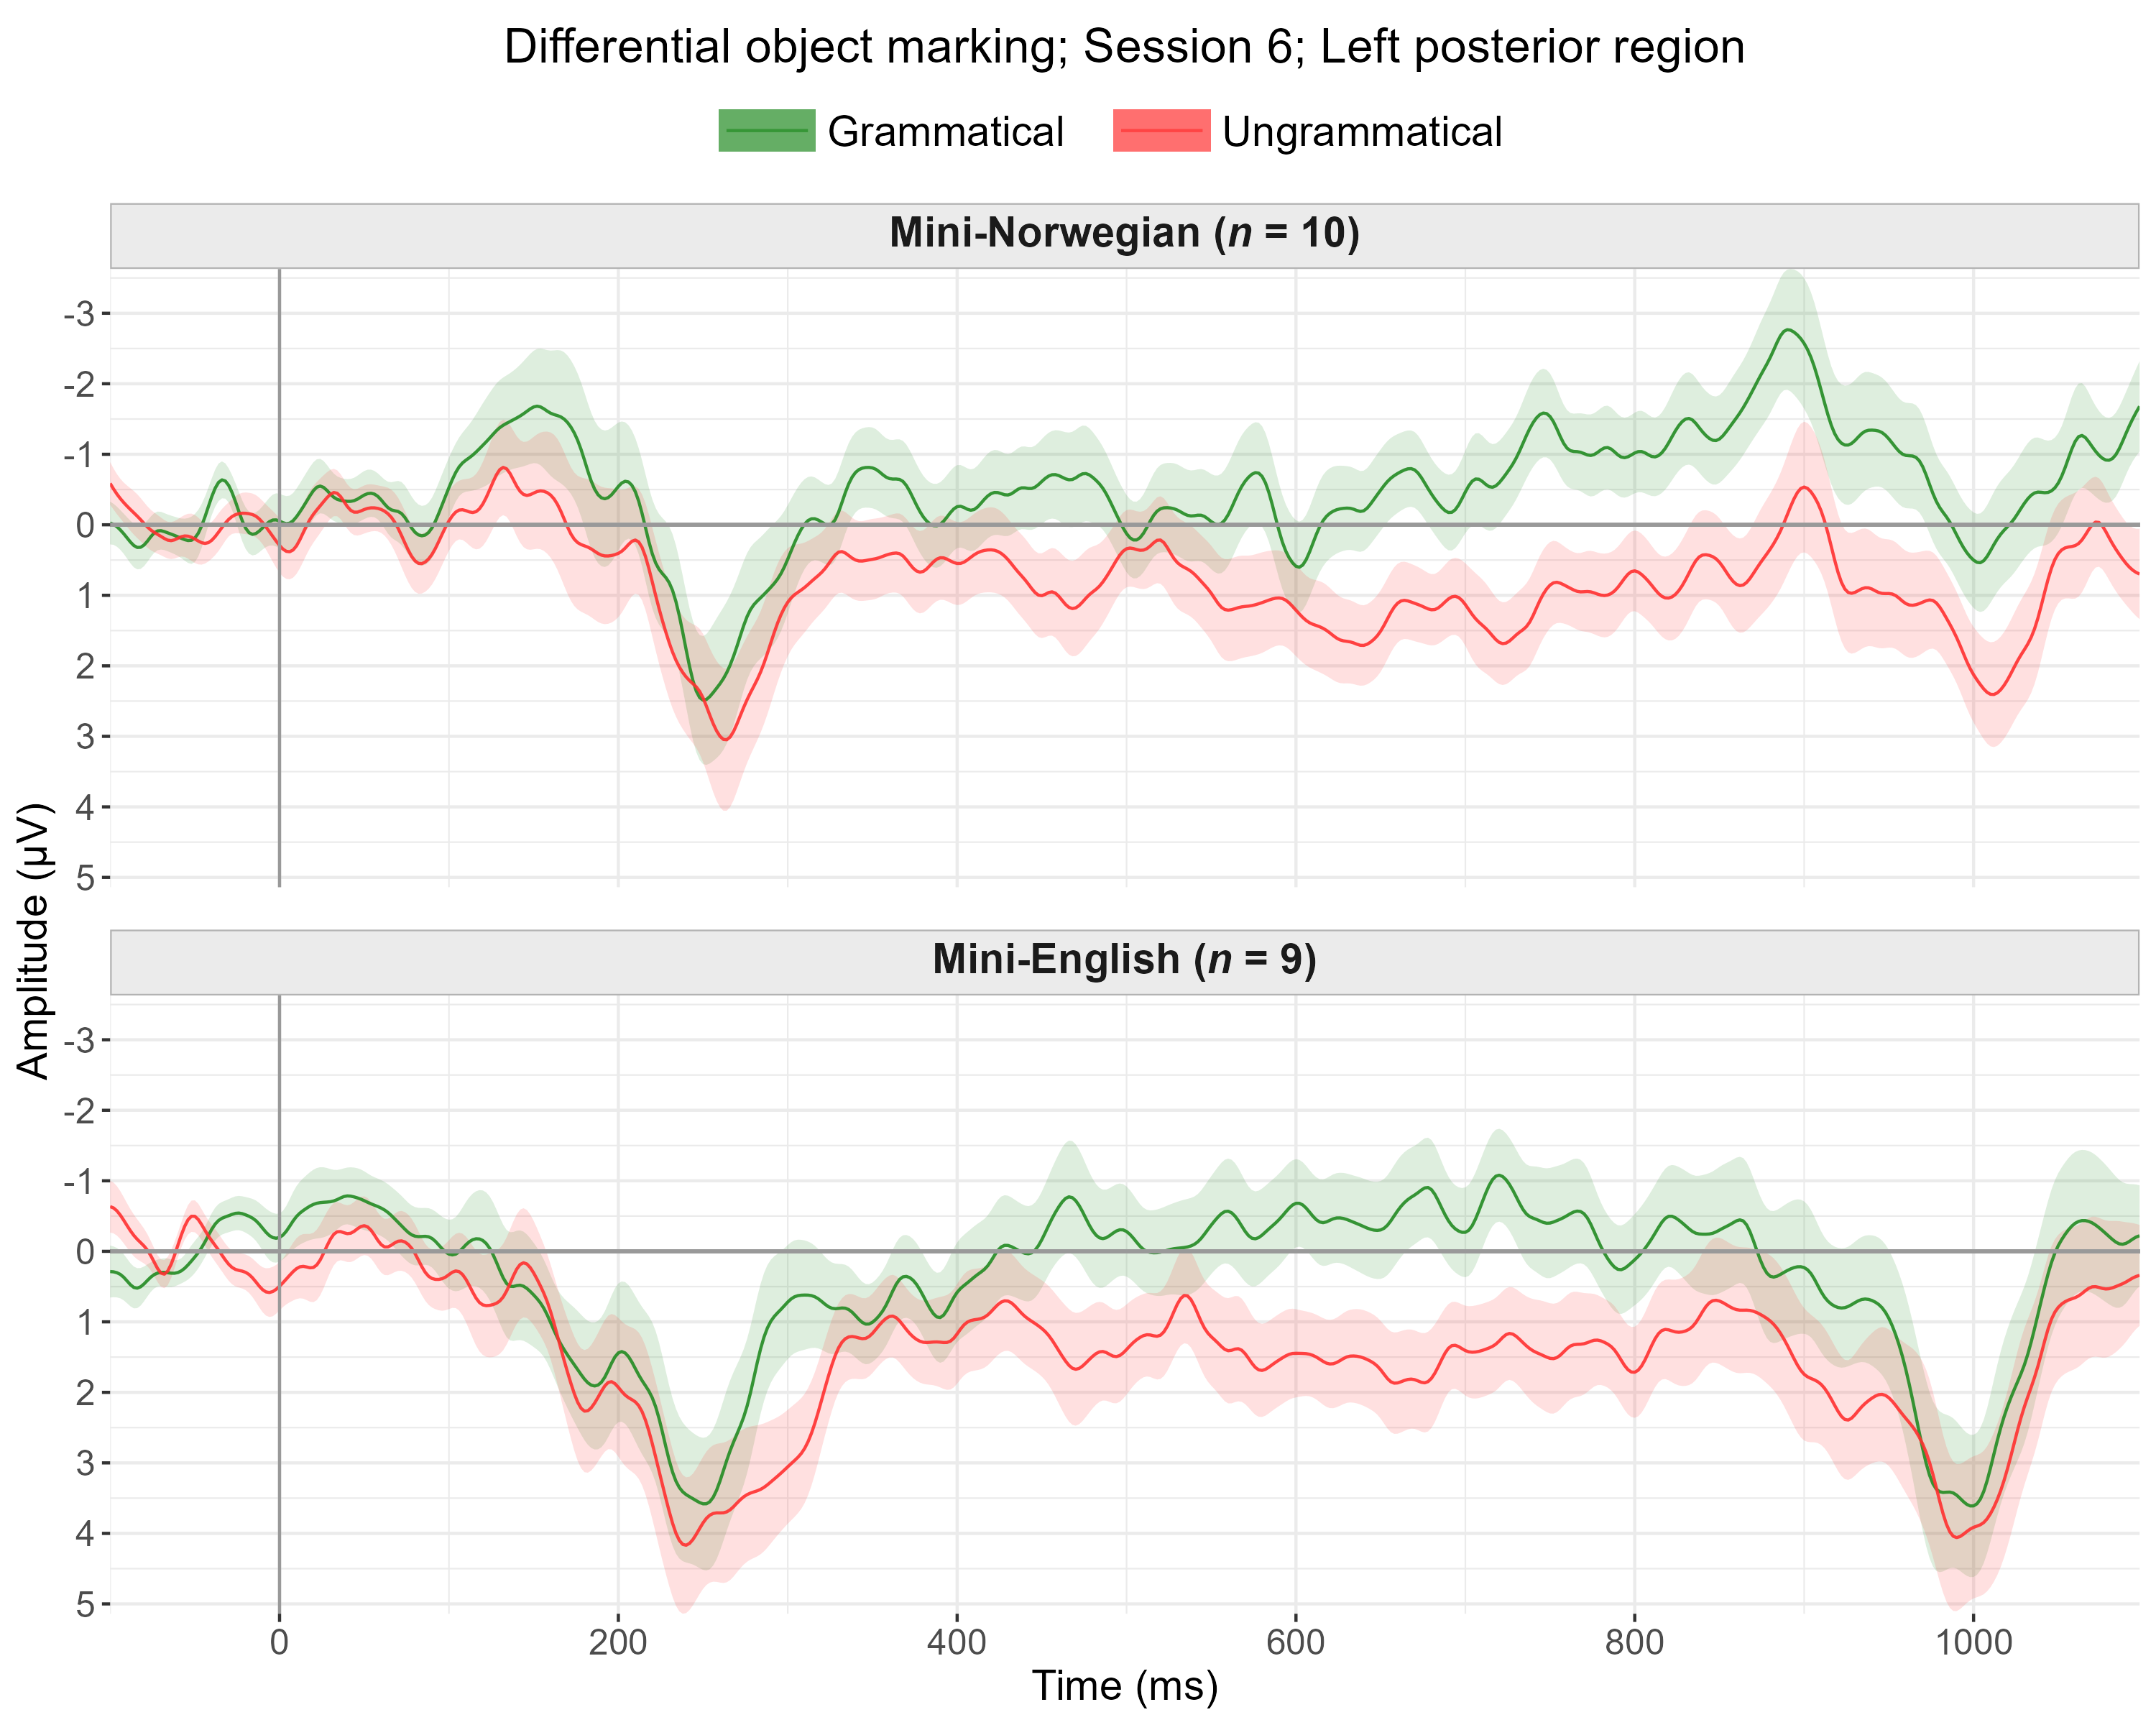 Differential object marking; Session 6; Left posterior region
Grammatical Ungrammatical
Mini-Norwegian (n = 10)
-3
-2
-1
0
1
2
3
4
5
Mini-English (n = 9)
-3
-2
-1
0
1
2
3
4
5
Amplitude (µV)
0 200 400 600 800 1000
Time (ms)